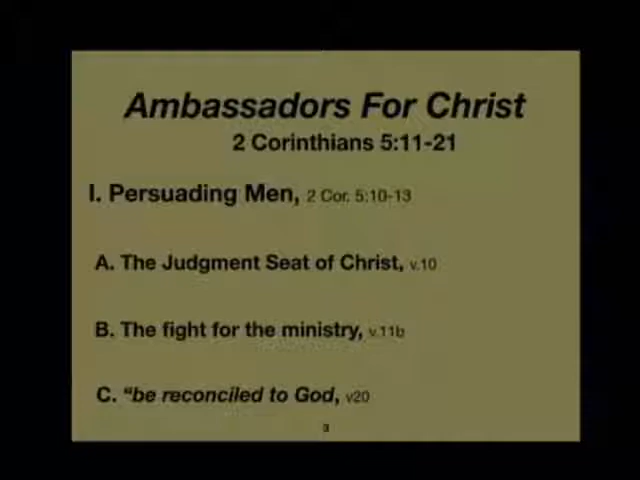 Ambassadors For Christ
2 Corinthians 5:11-21
I. Persuading Men, 2 Cor. 5:10-13
A. The Judgment Seat of Christ, v.10
B. The fight for the ministry, v.11b
C. “be reconciled to God, v20
3